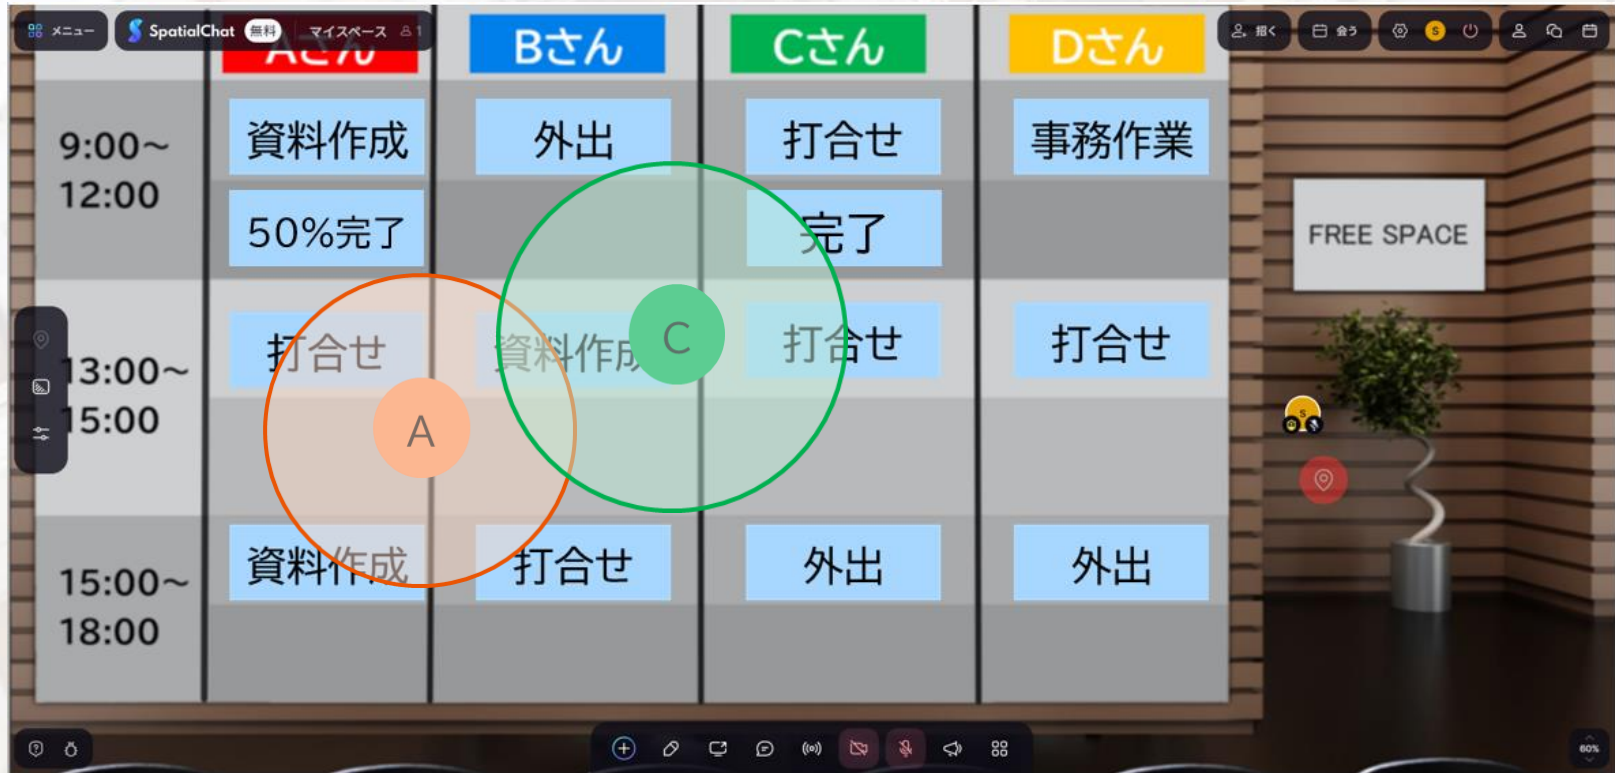 メニュー SpatialChat 無料 マイスペース 1 招く 会う S
Aさん Bさん Cさん Dさん
9:00～
12:00
資料作成 外出 打合せ 事務作業
50%完了 完了
FREE SPACE
13:00～
15:00
打合せ 資料作成 打合せ 打合せ
C
A
S
15:00～
18:00
資料作成 打合せ 外出 外出
60%